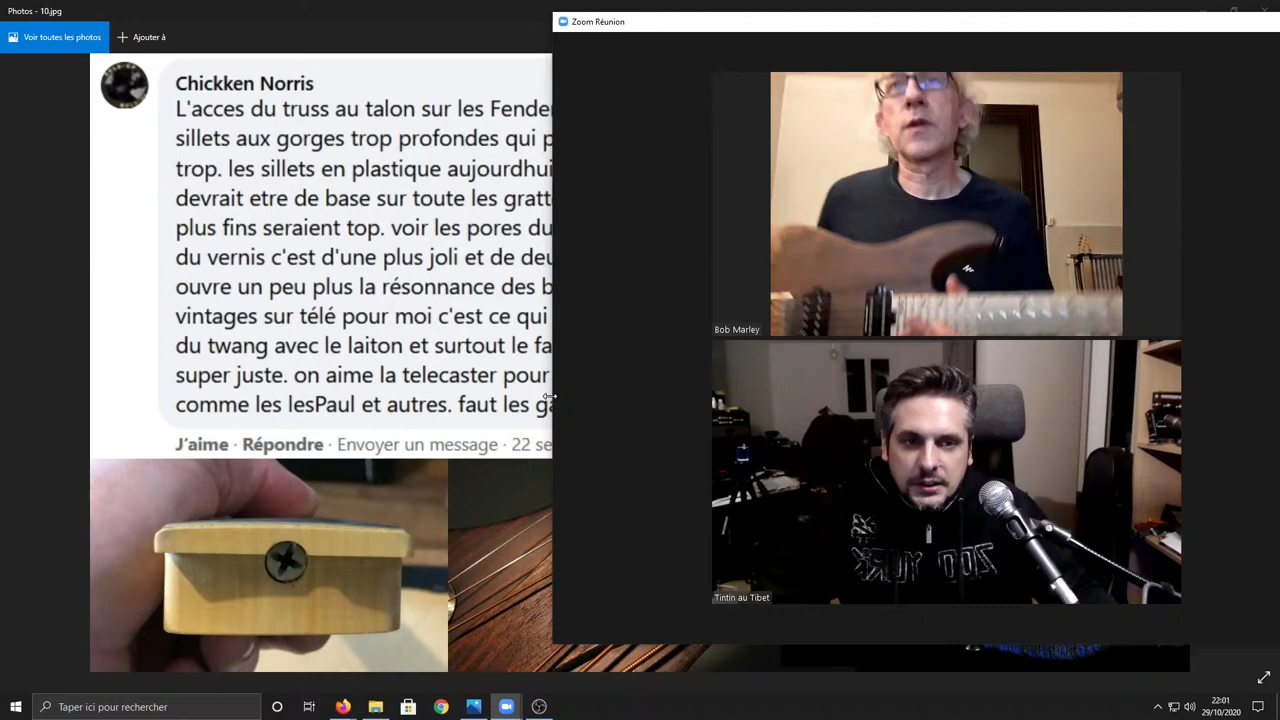 Photos - 10.jpg
Voir toutes les photos
Ajouter à
Zoom Réunion
Chickken Norris
L'acces du truss au talon sur les Fender
sillets aux gorges trop profondes qui p
trop. les sillets en plastique aujourdhui
devrait etre de base sur toute les gratte
plus fins seraient top. voir les pores du
du vernis c'est d'une plus joli et de deu
ouvre un peu plus la résonnance des b
vintages sur télé pour moi c'est ce qui
du twang avec le laiton et surtout le fa
super juste. on aime la telecaster pour
comme les lesPaul et autres. faut les ga
J'aime · Répondre · Envoyer un message · 22 se
Bob Marley
ZOO YORK
Tintin au Tibet
Taper ici pour rechercher
22:01
29/10/2020